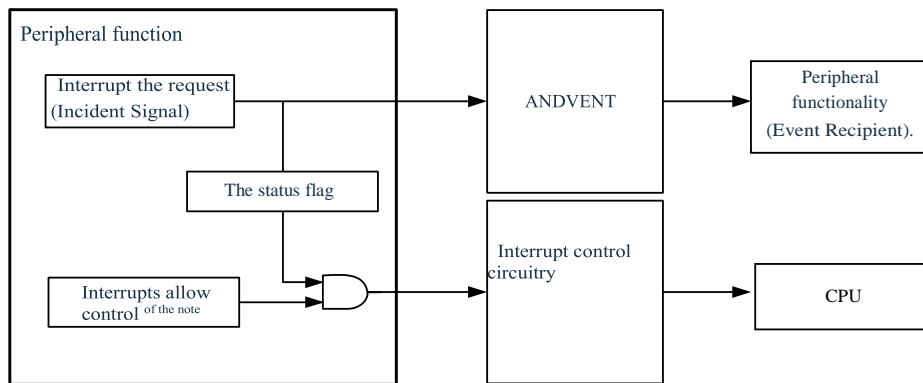 Peripheral function
Interrupt the request
(Incident Signal)
ANDVENT
Peripheral
functionality
(Event Recipient).
The status flag
Interrupt control
circuitry
Interrupts allow
control of the note
CPU